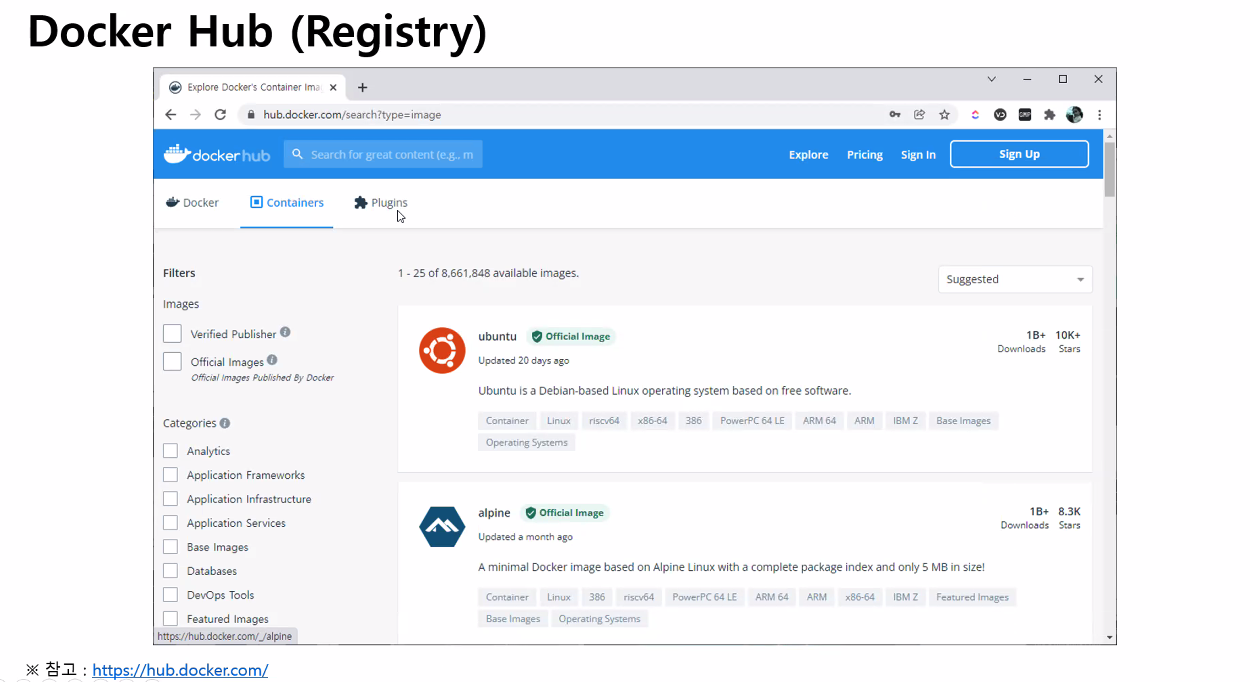 Docker Hub (Registry)
Explore Docker's Container Ima
hub.docker.com/search?type=image
docker hub
Search for great content (e.g., m
Explore
Pricing
Sign In
Sign Up
Docker
Containers
Plugins
Filters
Images
Verified Publisher
Official Images
Official Images Published By Docker
Categories
Analytics
Application Frameworks
Application Infrastructure
Application Services
Base Images
Databases
DevOps Tools
Featured Images
https://hub.docker.com/_/alpine
1 - 25 of 8,661,848 available images.
Suggested
ubuntu Official Image
1B+ 10K+
Downloads Stars
Updated 20 days ago
Ubuntu is a Debian-based Linux operating system based on free software.
Container Linux riscv64 x86-64 386 PowerPC 64 LE ARM 64 ARM IBM Z Base Images
Operating Systems
alpine Official Image
1B+ 8.3K
Downloads Stars
Updated a month ago
A minimal Docker image based on Alpine Linux with a complete package index and only 5 MB in size!
Container Linux 386 riscv64 PowerPC 64 LE ARM 64 ARM x86-64 IBM Z Featured Images
Base Images Operating Systems
※ 참고 : https://hub.docker.com/